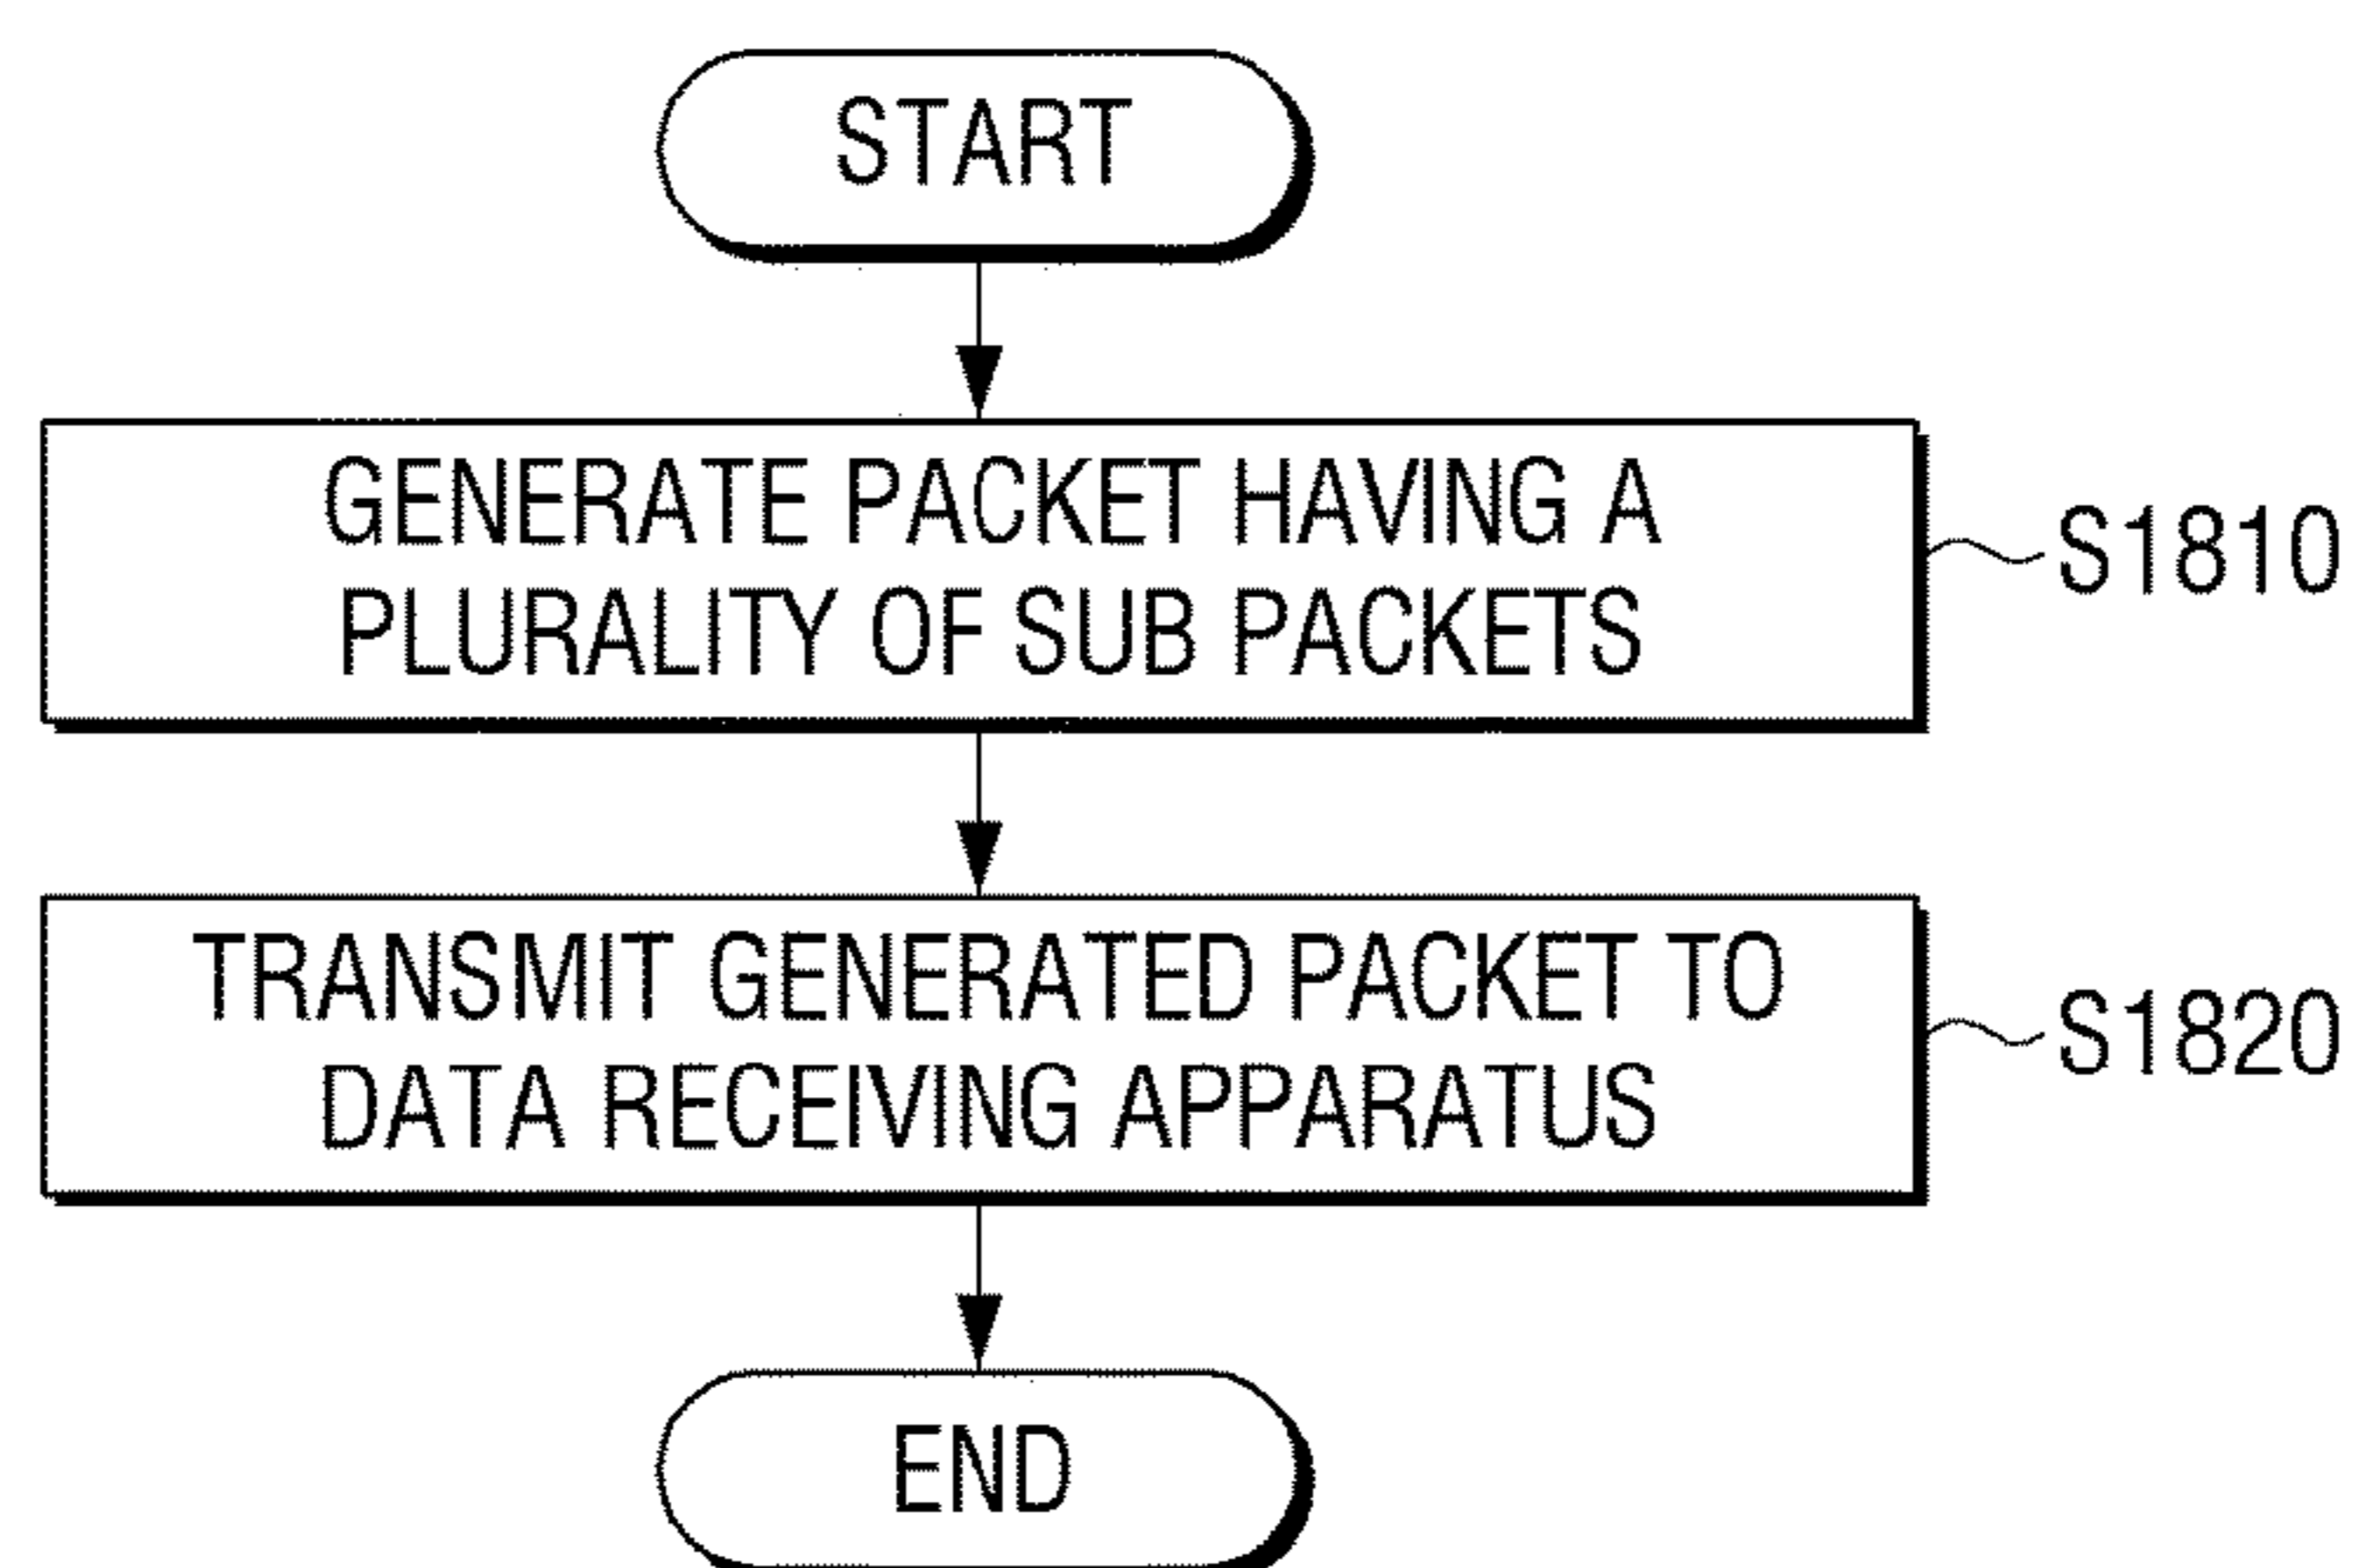 START
GENERATE PACKET HAVING A
PLURALITY OF SUB PACKETS
S1810
TRANSMIT GENERATED PACKET TO
DATA RECEIVING APPARATUS
S1820
END